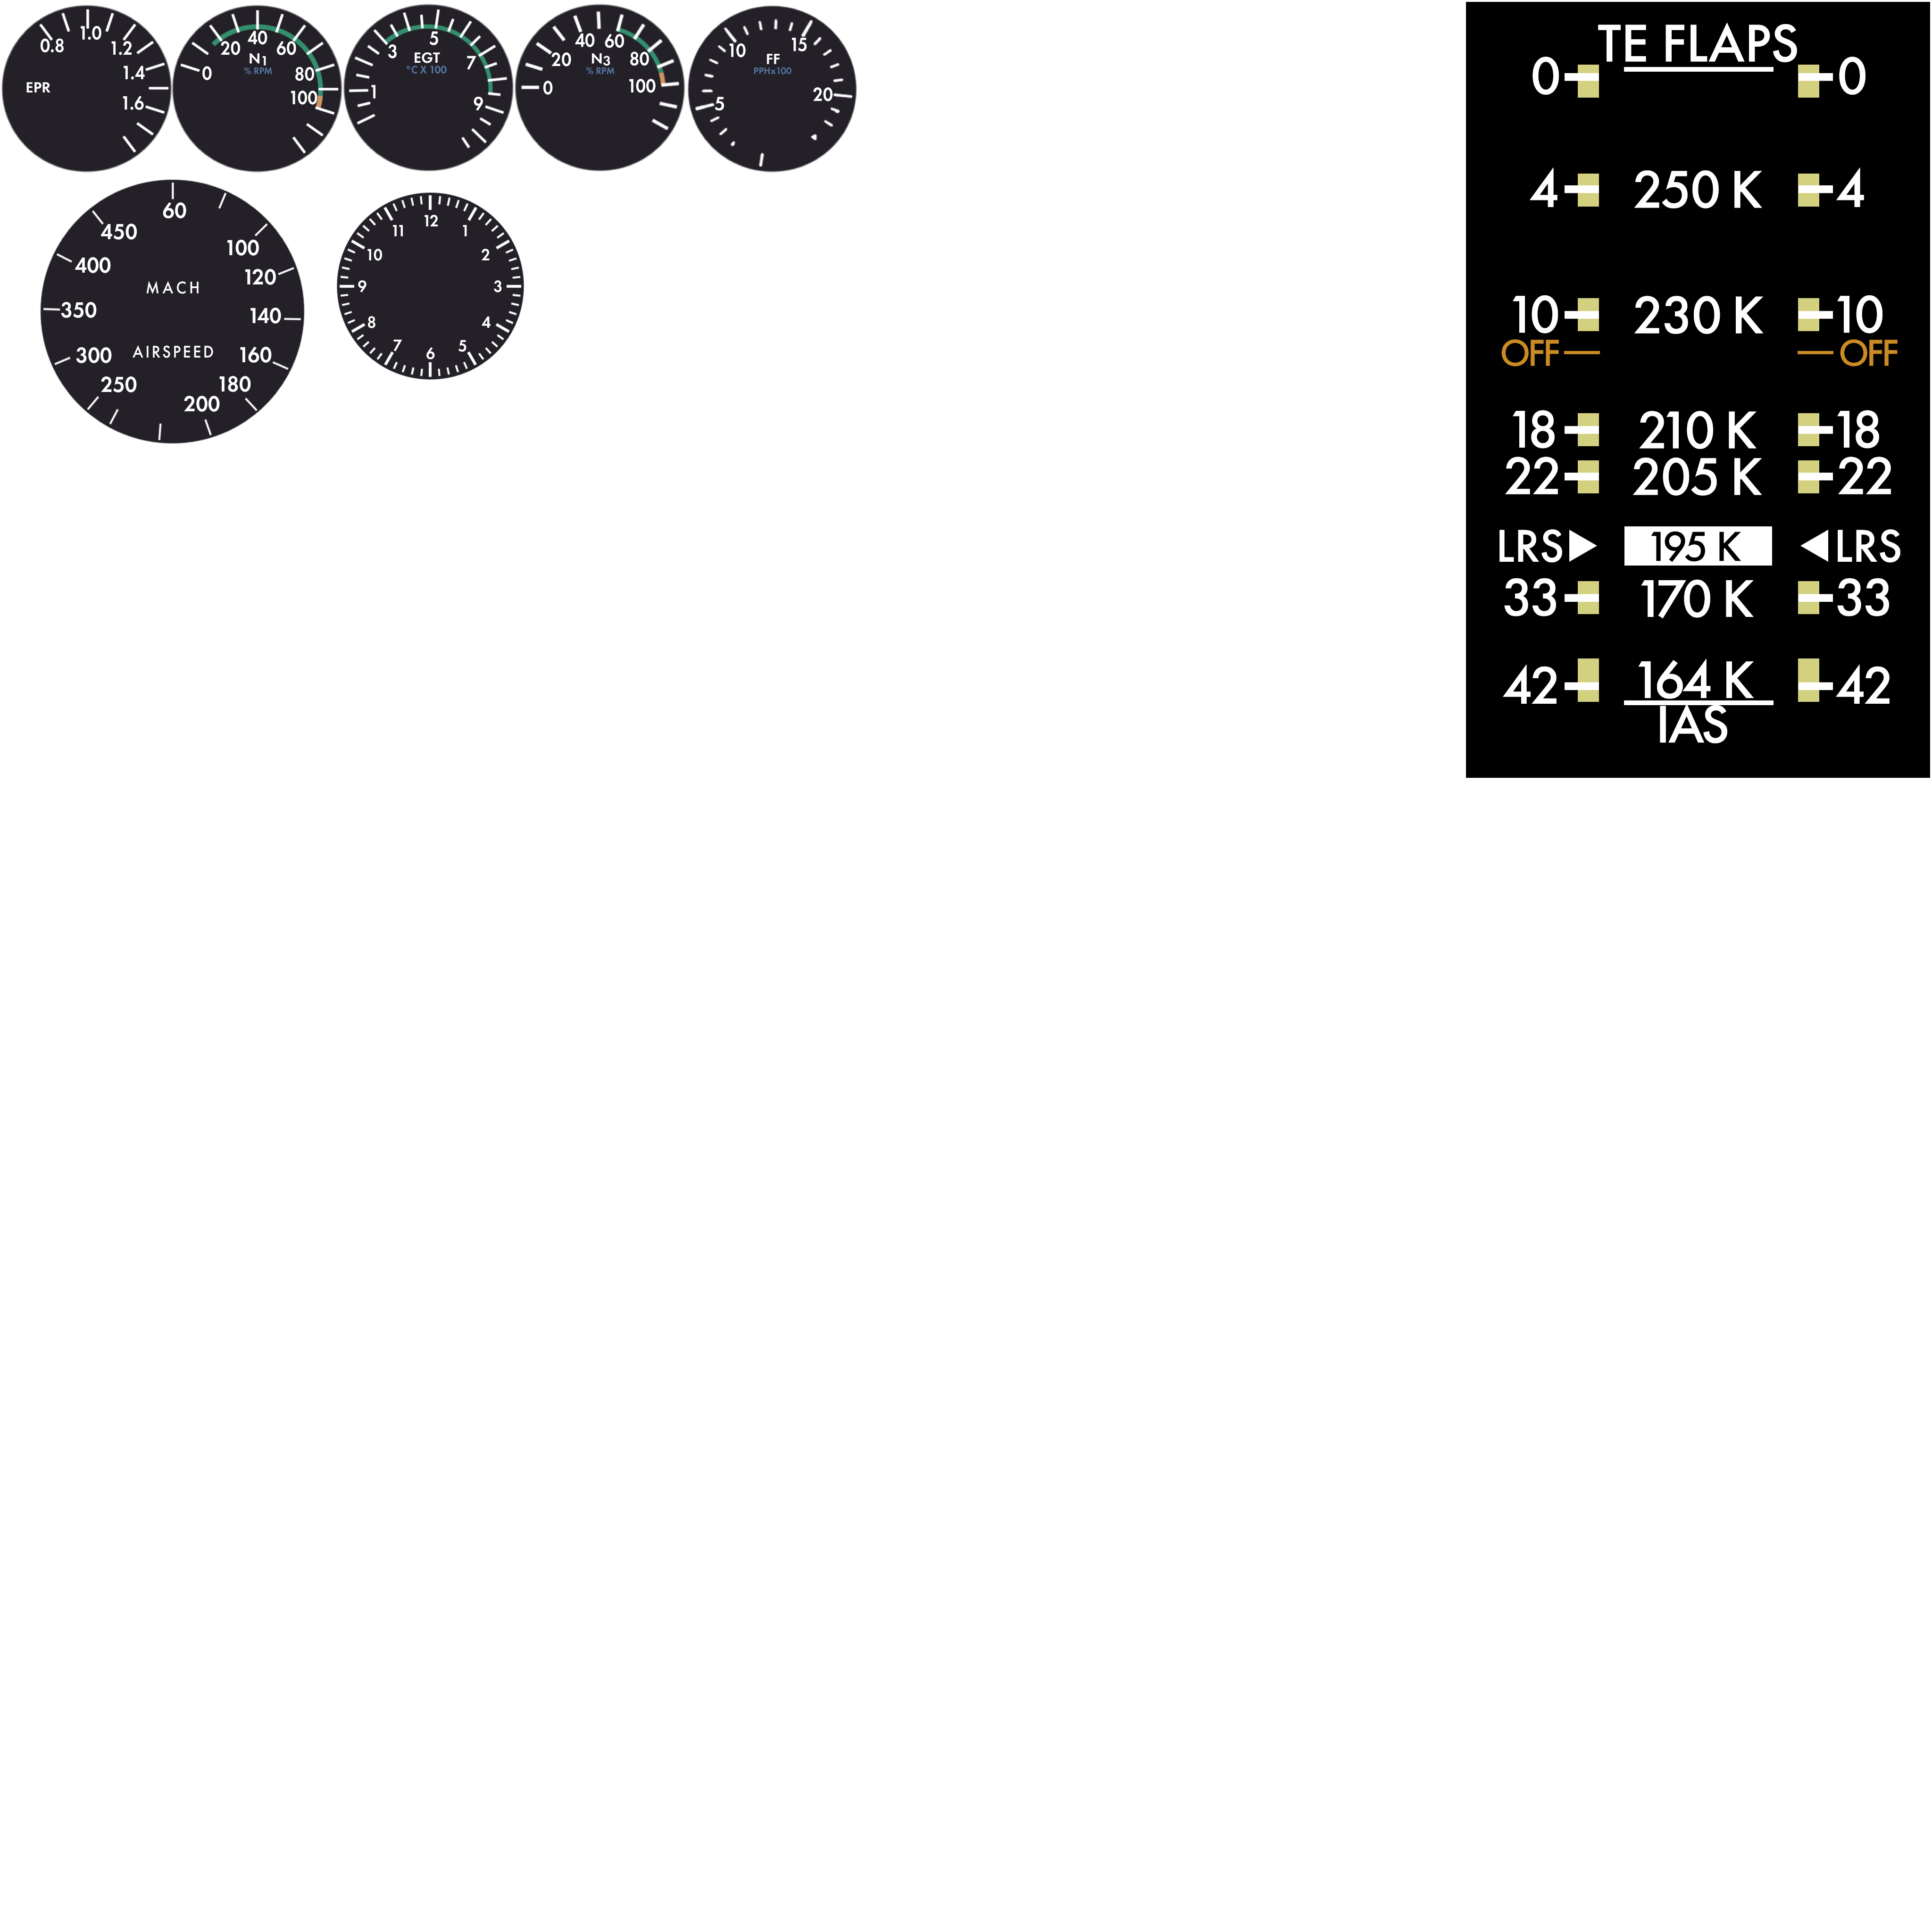 0.8
1.0
1.2
1.4
1.6
EPR
0
20
40
60
80
100
N1
% RPM
1
3
5
7
9
EGT
°C X 100
0
20
40
60
80
100
N3
% RPM
5
10
15
20
FF
PPHx100
60
100
120
140
160
180
200
250
300
350
400
450
MACH
AIRSPEED
12
1
2
3
4
5
6
7
8
9
10
11
TE FLAPS
0 0
4 250 K 4
10 230 K 10
OFF OFF
18 210 K 18
22 205 K 22
LRS 195 K LRS
33 170 K 33
42 164 K 42
IAS